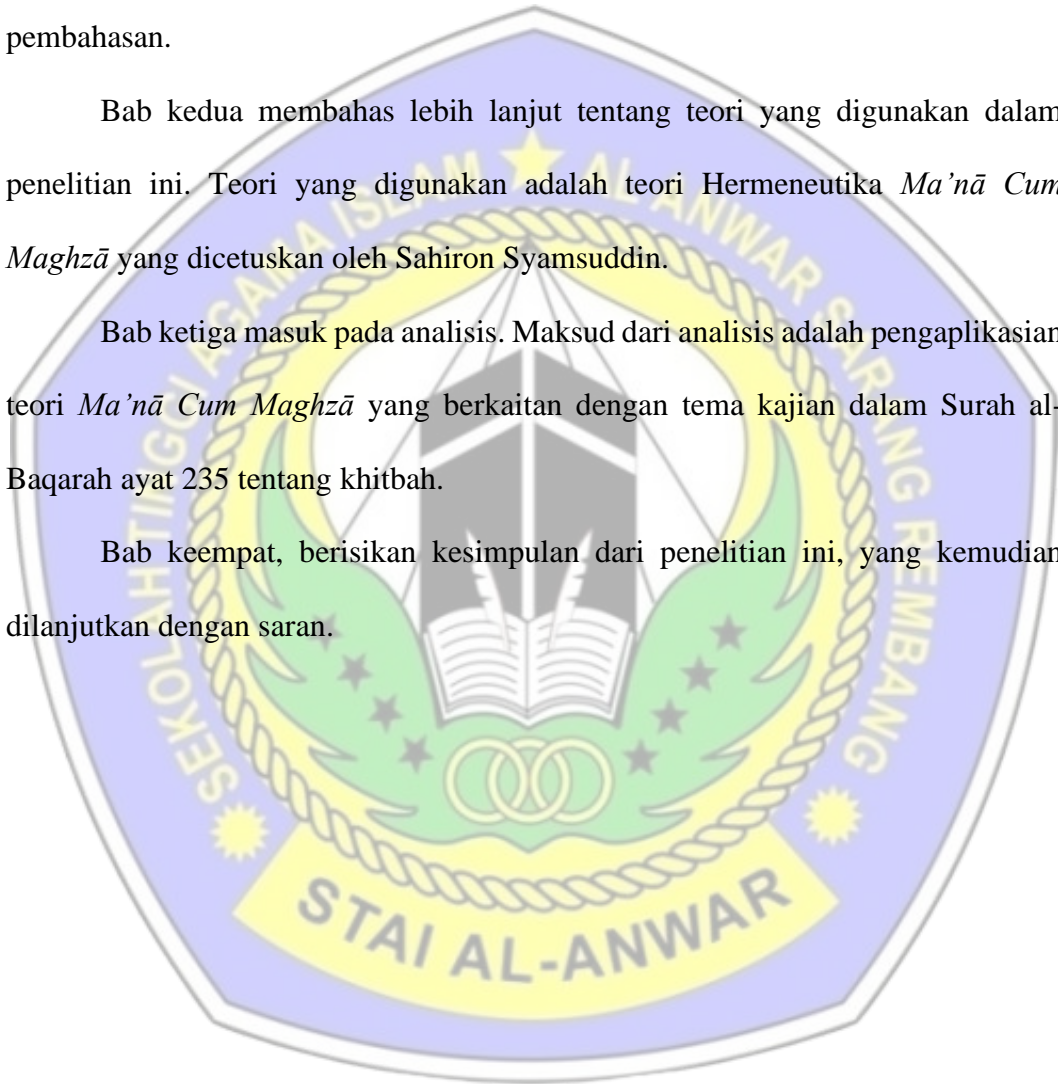 pembahasan.
Bab kedua membahas lebih lanjut tentang teori yang digunakan dalam
penelitian ini. Teori yang digunakan adalah teori Hermeneutika Ma’nā Cum
Maghzā yang dicetuskan oleh Sahiron Syamsuddin.
Bab ketiga masuk pada analisis. Maksud dari analisis adalah pengaplikasian
teori Ma’nā Cum Maghzā yang berkaitan dengan tema kajian dalam Surah al-
Baqarah ayat 235 tentang khitbah.
Bab keempat, berisikan kesimpulan dari penelitian ini, yang kemudian
dilanjutkan dengan saran.
SEKOLAH TINGGI AGAMA ISLAM AL ANWAR SARANG REMBANG
STAI AL-ANWAR